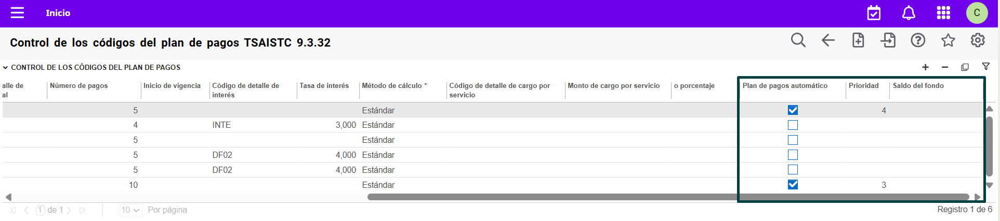 Inicio
C
Control de los códigos del plan de pagos TSAISTC 9.3.32
CONTROL DE LOS CÓDIGOS DEL PLAN DE PAGOS
alle de
al
Número de pagos
Inicio de vigencia
Código de detalle de
interés
Tasa de interés
Método de cálculo *
Código de detalle de cargo por
servicio
Monto de cargo por servicio
o porcentaje
Plan de pagos automático
Prioridad
Saldo del fondo
5 Estándar 4
4 INTE 3,000 Estándar
5 Estándar
5 DF02 4,000 Estándar
5 DF02 4,000 Estándar
10 Estándar 3
1 de 1 10 Por página Registro 1 de 6